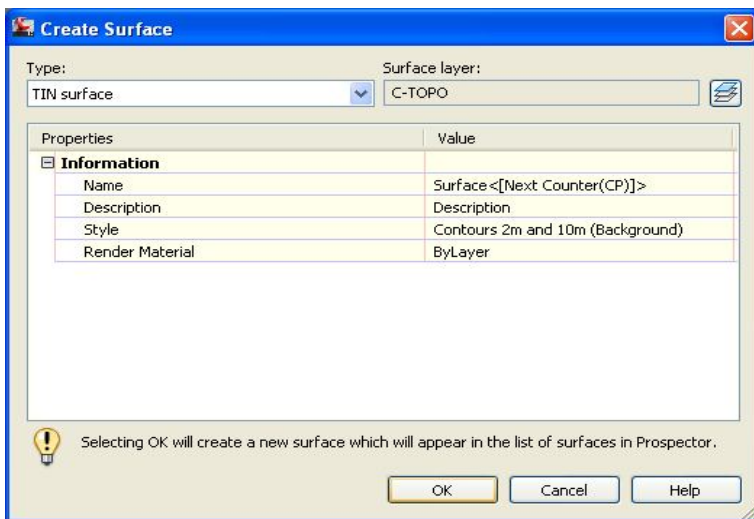 Create Surface
Type: Surface layer:
TIN surface C-TOPO
Properties Value
Information
Name Surface<[Next Counter(CP)]>
Description Description
Style Contours 2m and 10m (Background)
Render Material ByLayer
Selecting OK will create a new surface which will appear in the list of surfaces in Prospector.
OK Cancel Help